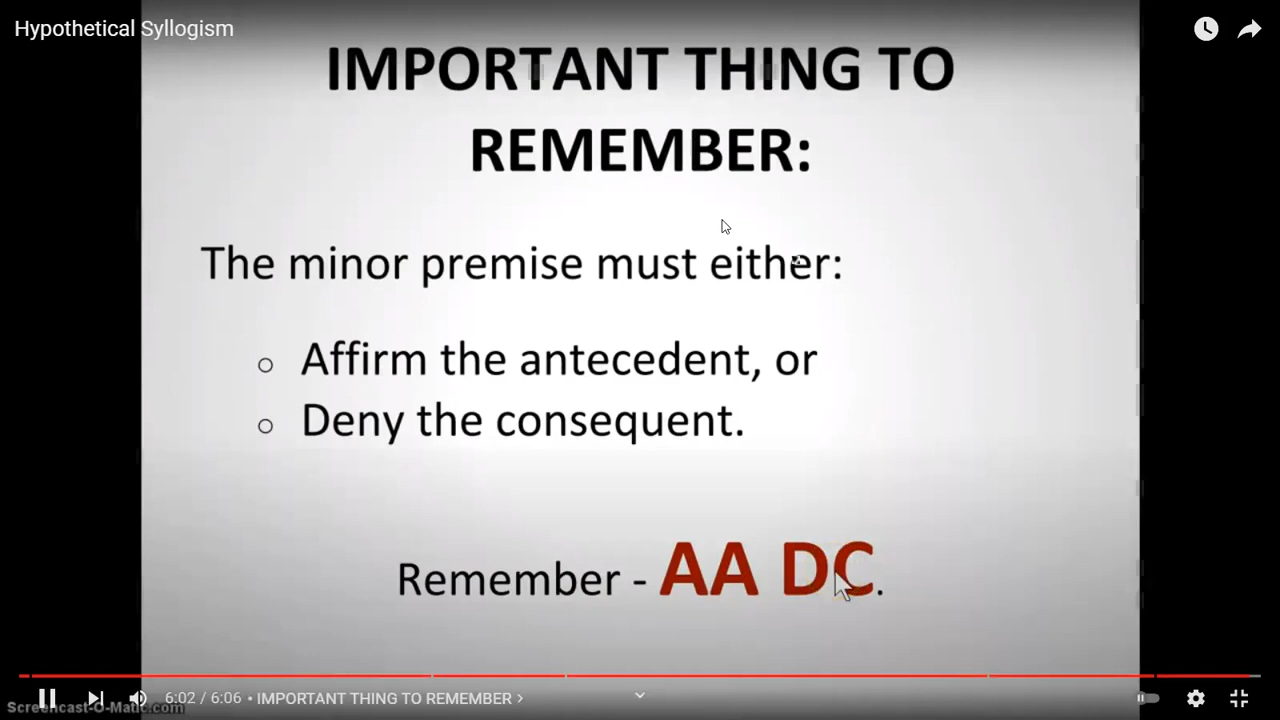 Hypothetical Syllogism
IMPORTANT THING TO
REMEMBER:
The minor premise must either:
○ Affirm the antecedent, or
○ Deny the consequent.
Remember - AA DC.
6:02 / 6:06 • IMPORTANT THING TO REMEMBER >
Screencast-O-Matic.com